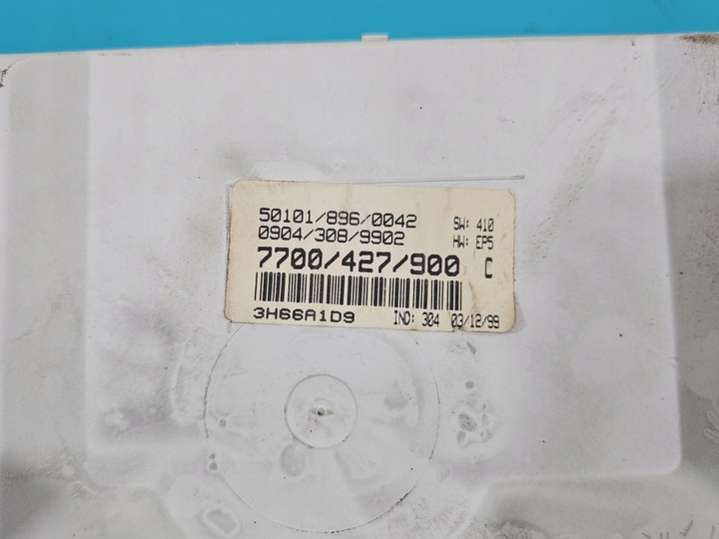 50101/896/0042 SW: 410
0904/308/9902 HW: EP5
7700/427/900 C
3H66A1D9 IND: 304 03/12/99